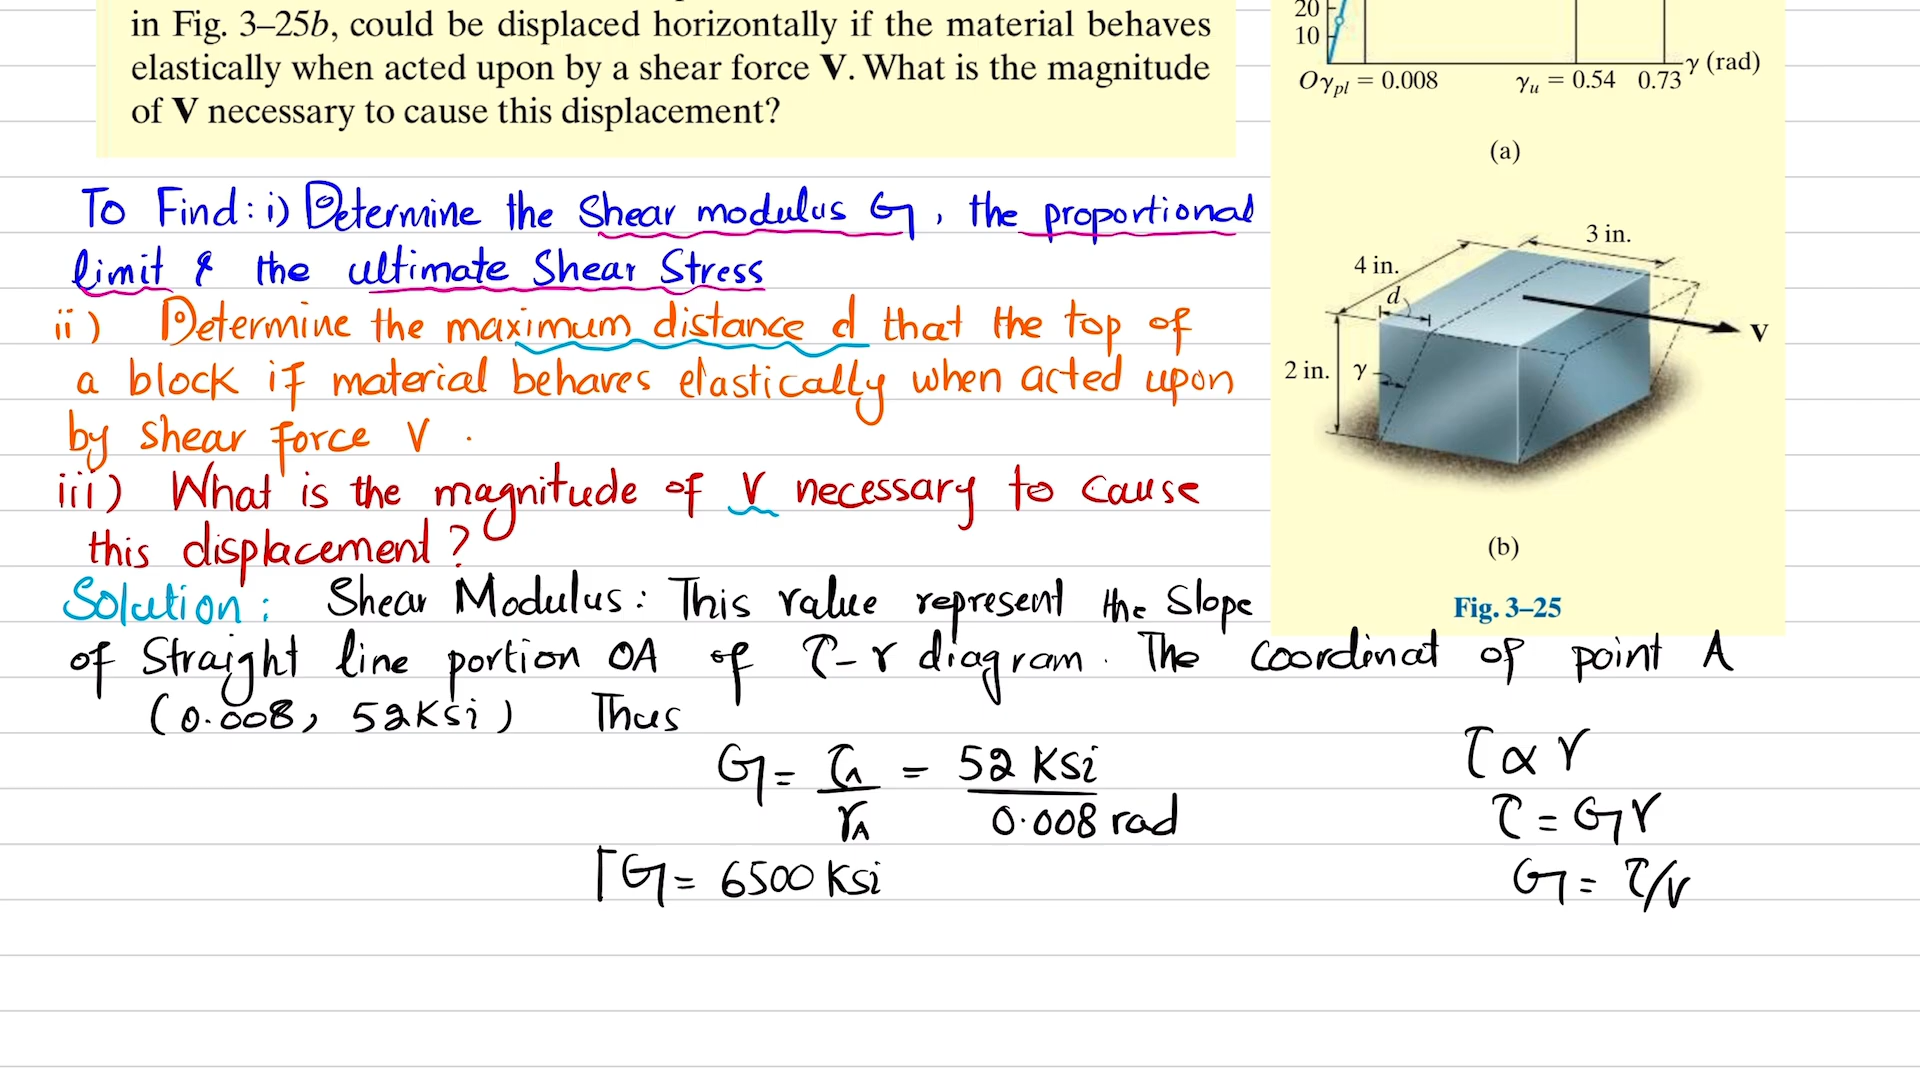 in Fig. 3–25b, could be displaced horizontally if the material behaves
elastically when acted upon by a shear force V. What is the magnitude
of V necessary to cause this displacement?
20
10
O γpl = 0.008
γu = 0.54 0.73
γ (rad)
(a)
To Find: i) Determine the Shear modulus G, the proportional
limit & the ultimate Shear Stress
ii) Determine the maximum distance d that the top of
a block if material behaves elastically when acted upon
by shear force V.
iii) What is the magnitude of V necessary to cause
this displacement?
3 in.
4 in.
d
V
2 in.
γ
(b)
Fig. 3–25
Solution: Shear Modulus: This value represent the Slope
of Straight line portion OA of τ-γ diagram. The Coordinat of point A
(0.008, 52Ksi) Thus
G = τA/γA = 52 Ksi/0.008 rad
G = 6500 Ksi
τ ∝ γ
τ = Gγ
G = τ/γ